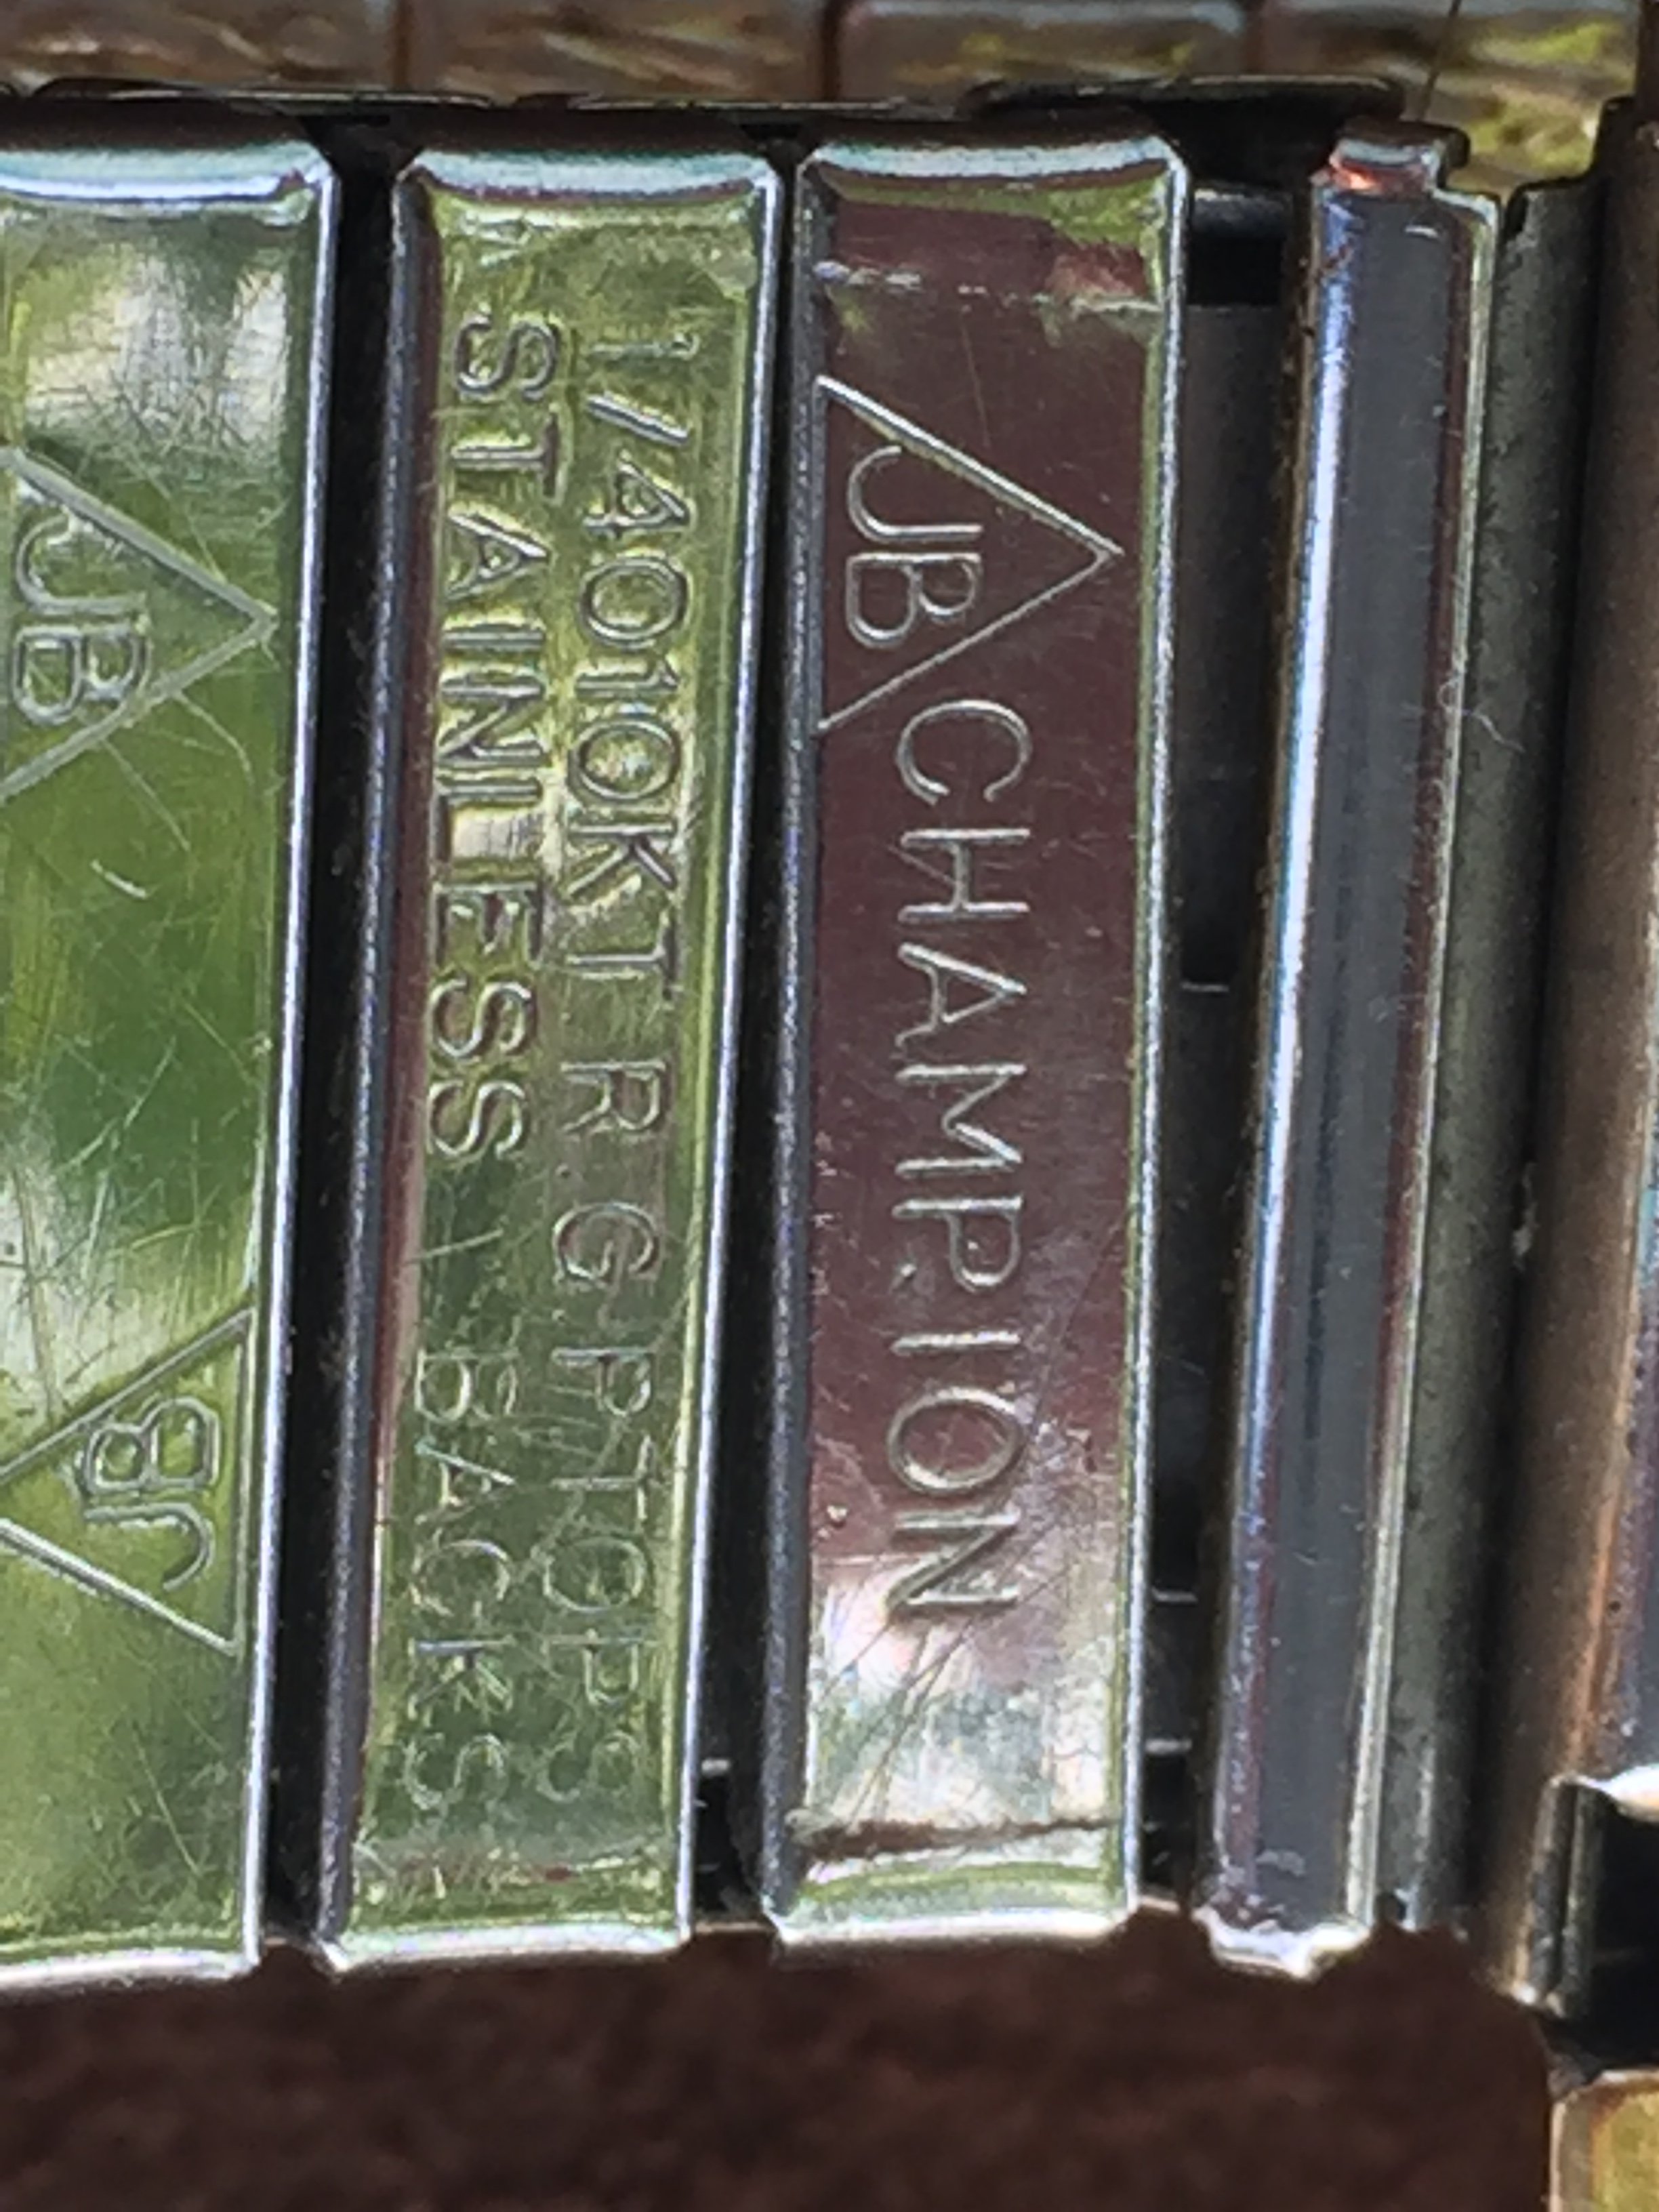 JB CHAMPION
1/40 10KT R.G.P TOPS
STAINLESS BACKS
JB
JB